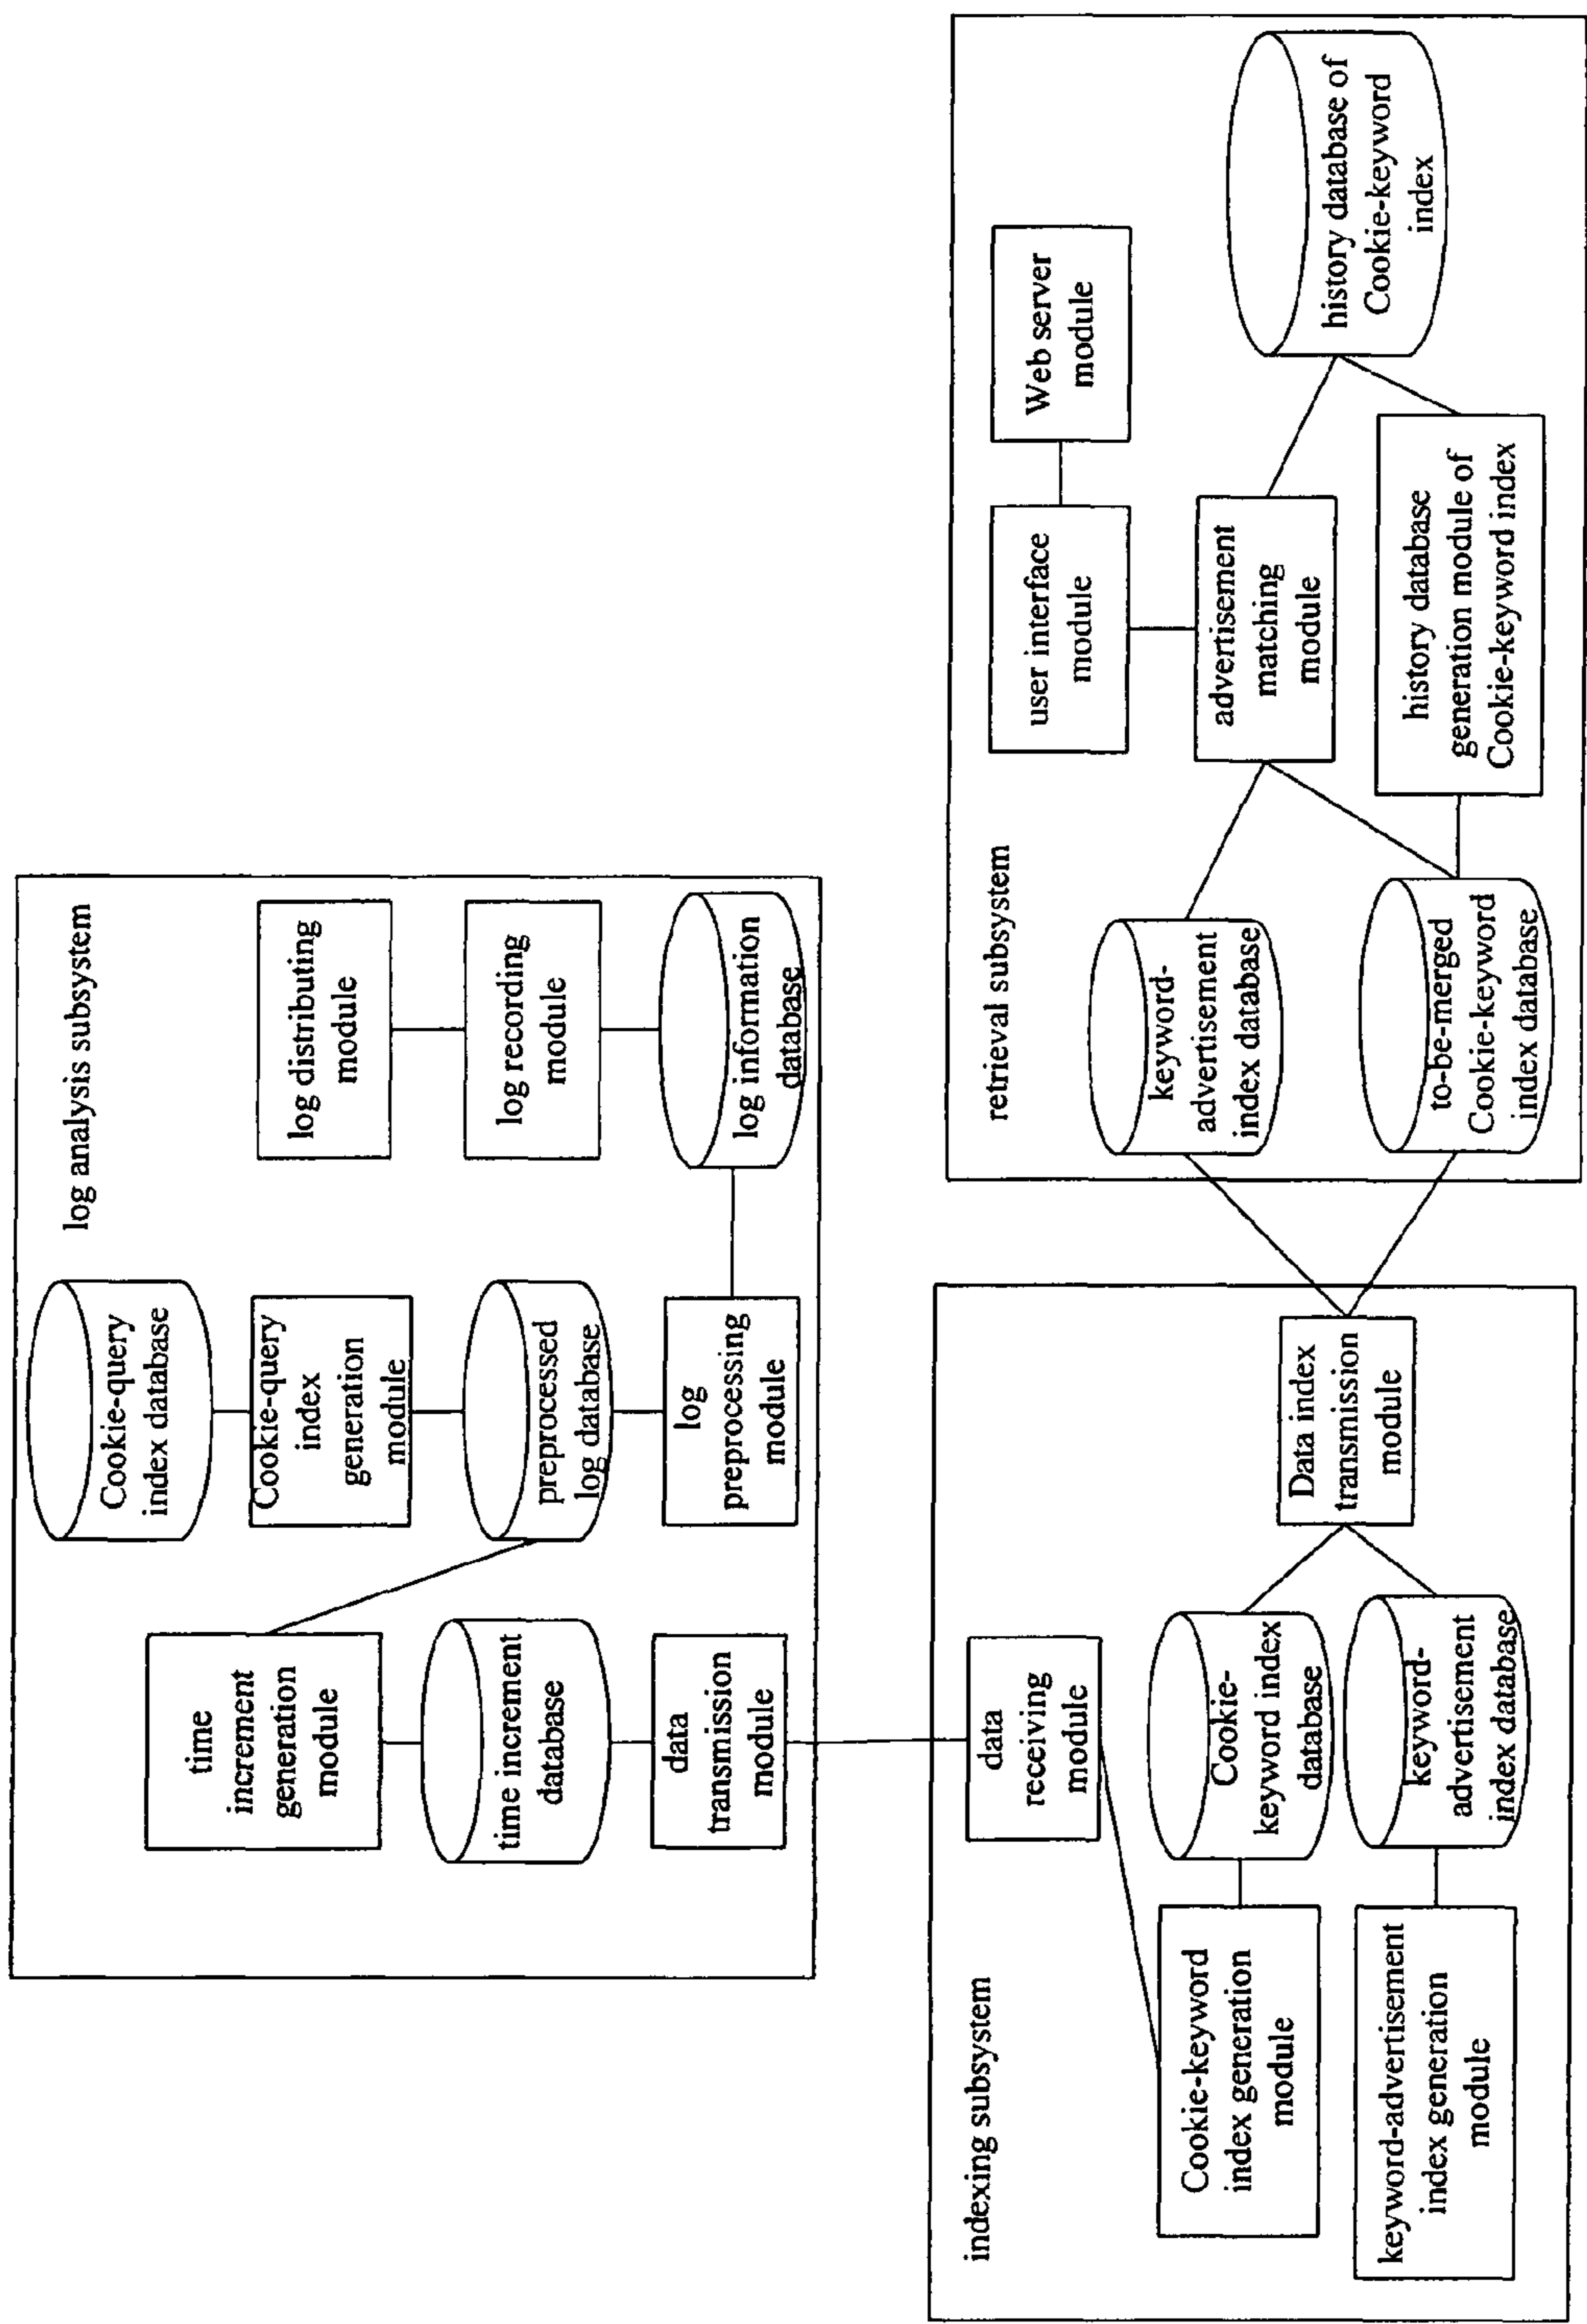 log analysis subsystem
time
increment
generation
module
time increment
database
data
transmission
module
Cookie-query
index database
Cookie-query
index
generation
module
preprocessed
log database
log
preprocessing
module
log distributing
module
log recording
module
log information
database
indexing subsystem
data
receiving
module
Cookie-keyword
index generation
module
Cookie-
keyword index
database
keyword-advertisement
index generation
module
keyword-
advertisement
index database
Data index
transmission
module
retrieval subsystem
keyword-
advertisement
index database
to-be-merged
Cookie-keyword
index database
user interface
module
Web server
module
advertisement
matching
module
history database
generation module of
Cookie-keyword index
history database of
Cookie-keyword
index